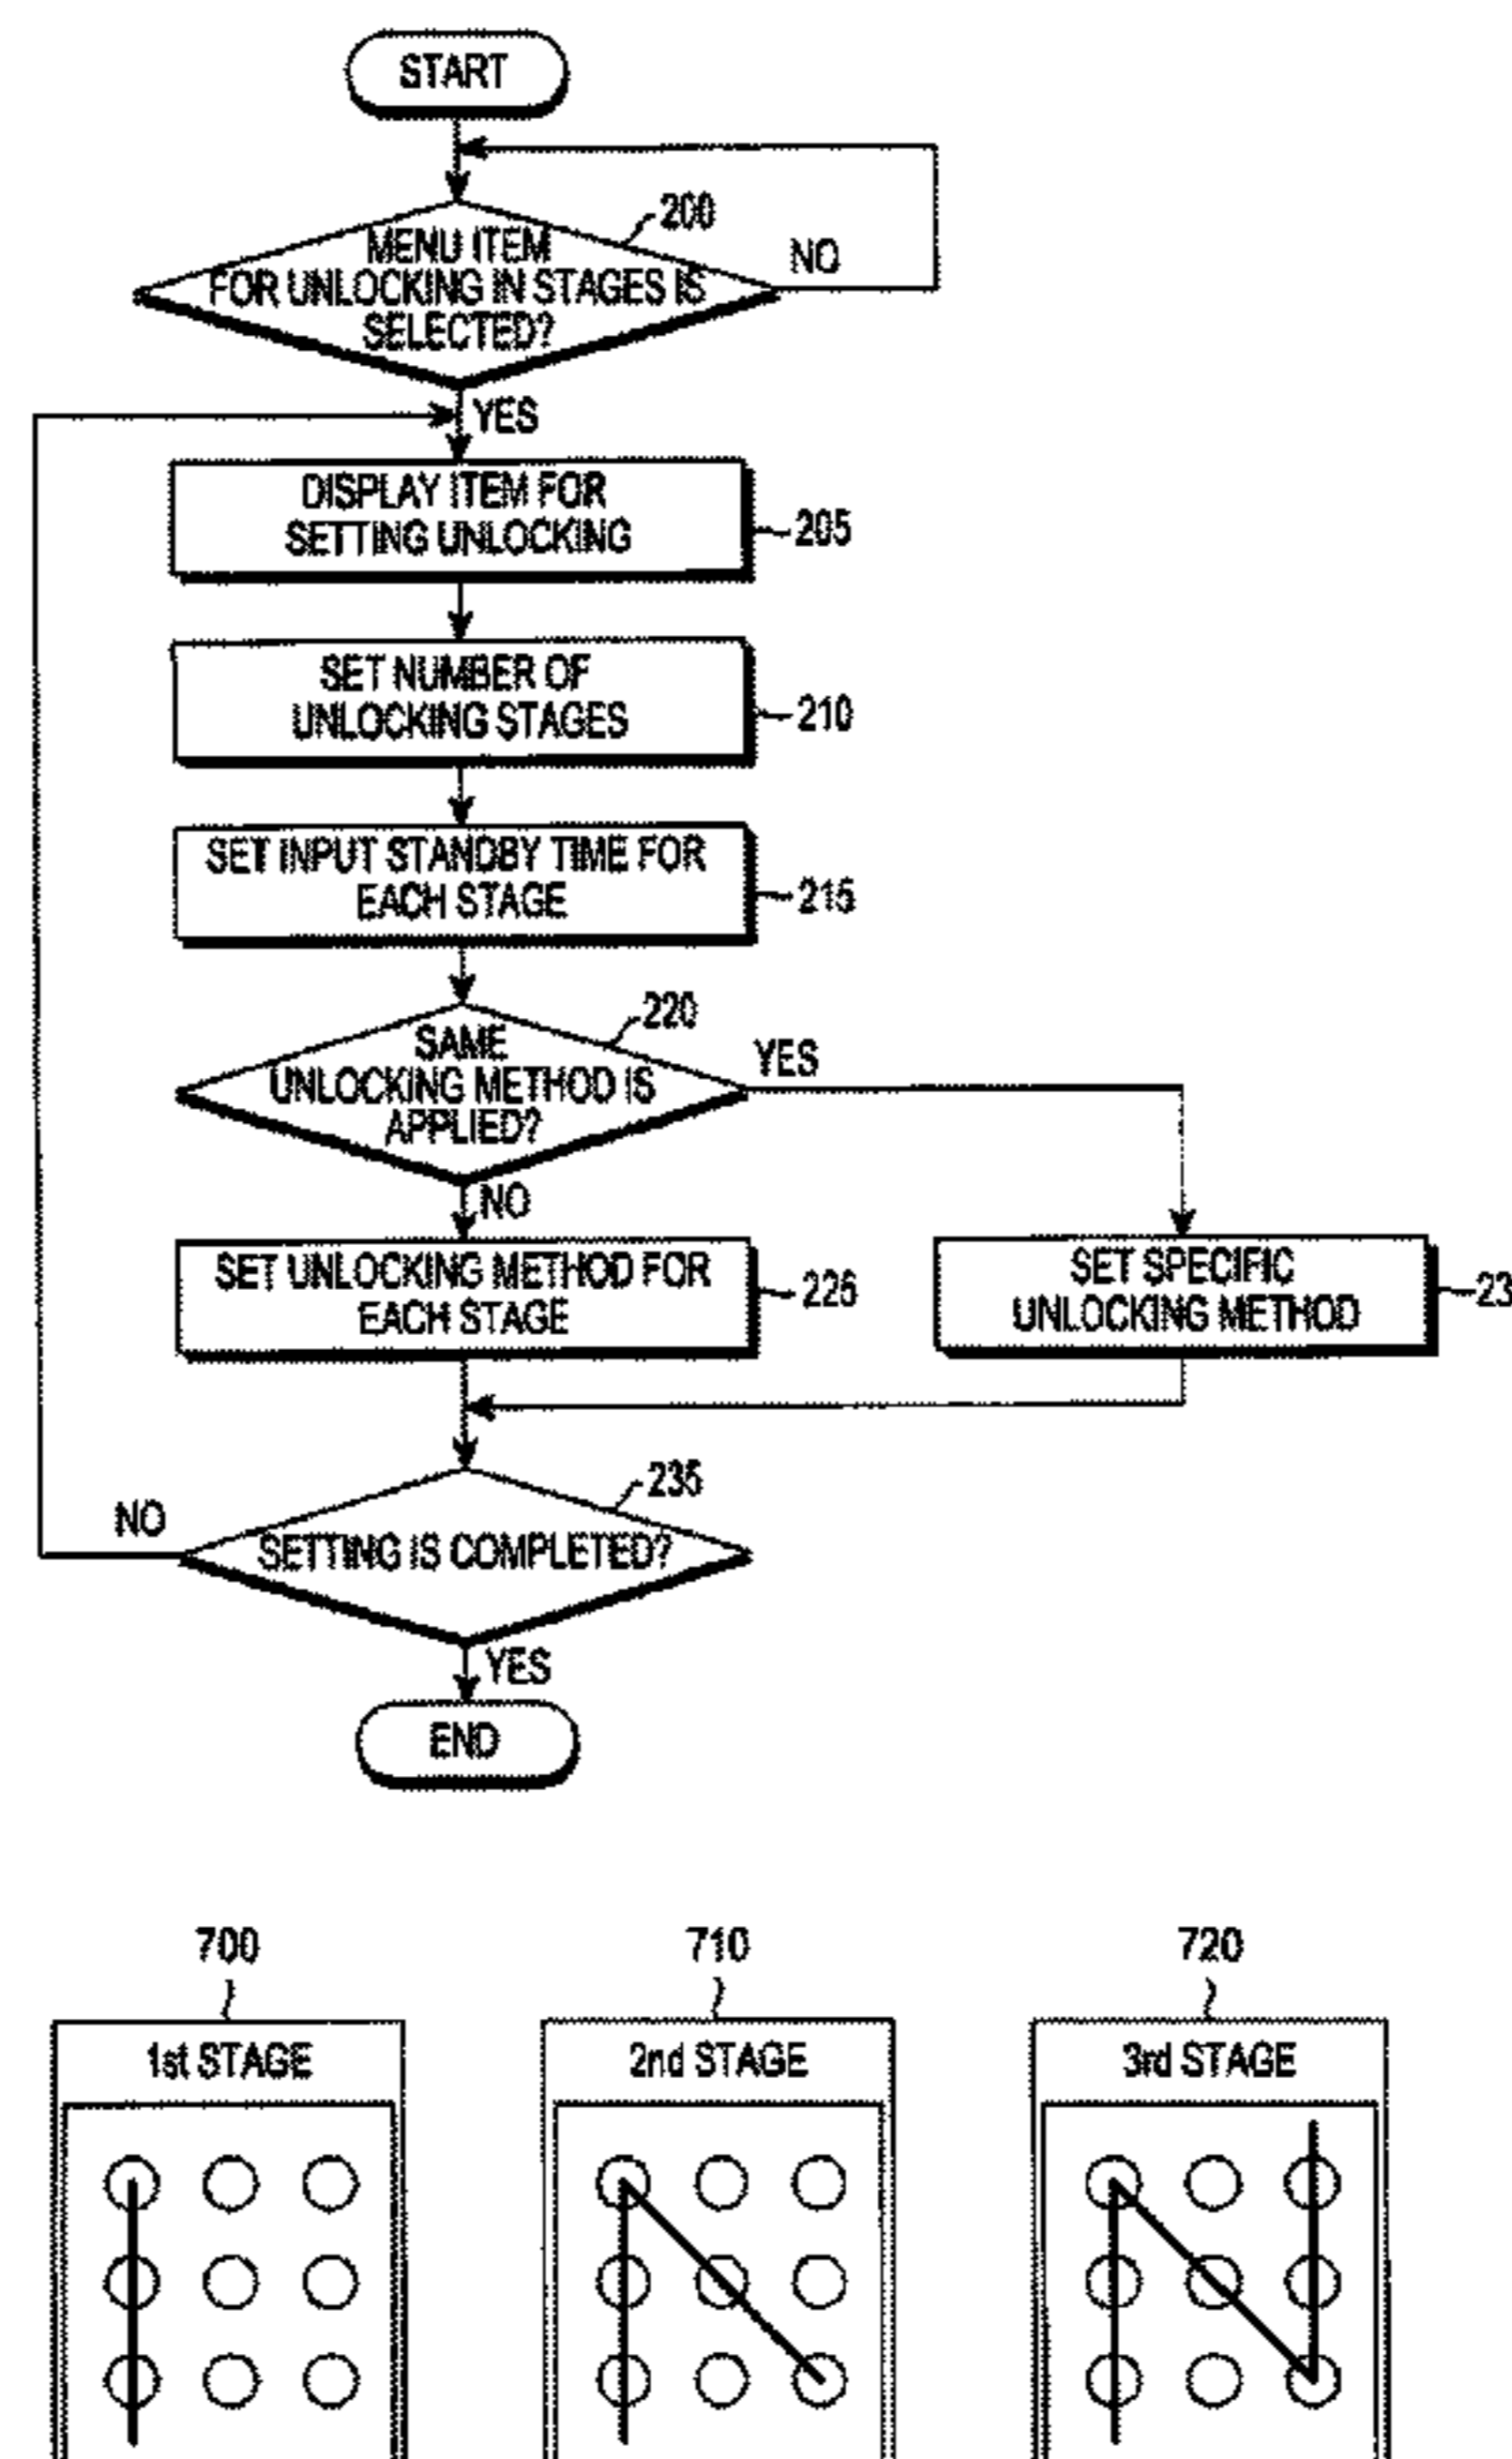 START
200
MENU ITEM
FOR UNLOCKING IN STAGES IS
SELECTED?
NO
YES
DISPLAY ITEM FOR
SETTING UNLOCKING
205
SET NUMBER OF
UNLOCKING STAGES
210
SET INPUT STANDBY TIME FOR
EACH STAGE
215
220
SAME
UNLOCKING METHOD IS
APPLIED?
YES
NO
SET UNLOCKING METHOD FOR
EACH STAGE
225
SET SPECIFIC
UNLOCKING METHOD
23
235
NO
SETTING IS COMPLETED?
YES
END
700
710
720
1st STAGE
2nd STAGE
3rd STAGE